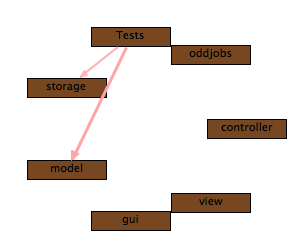 Tests
oddjobs
storage
controller
model
view
gui